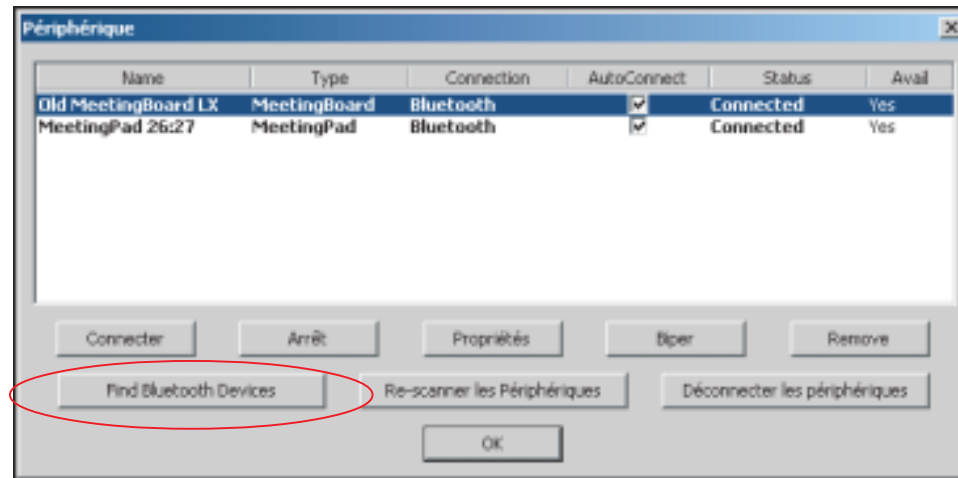 Périphérique
Name Type Connection AutoConnect Status Avail
Old MeetingBoard LX MeetingBoard Bluetooth Connected Yes
MeetingPad 26:27 MeetingPad Bluetooth Connected Yes
Connecter Arrêt Propriétés Biper Remove
Find Bluetooth Devices Re-scanner les Périphériques Déconnecter les périphériques
OK